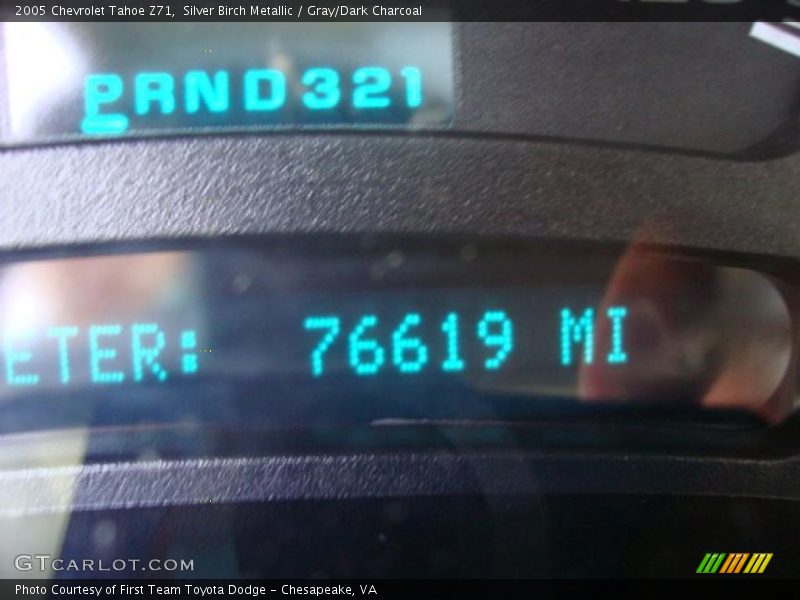 2005 Chevrolet Tahoe Z71, Silver Birch Metallic / Gray/Dark Charcoal
PRND321
ETER: 76619 MI
GTCARLOT.COM
Photo Courtesy of First Team Toyota Dodge - Chesapeake, VA